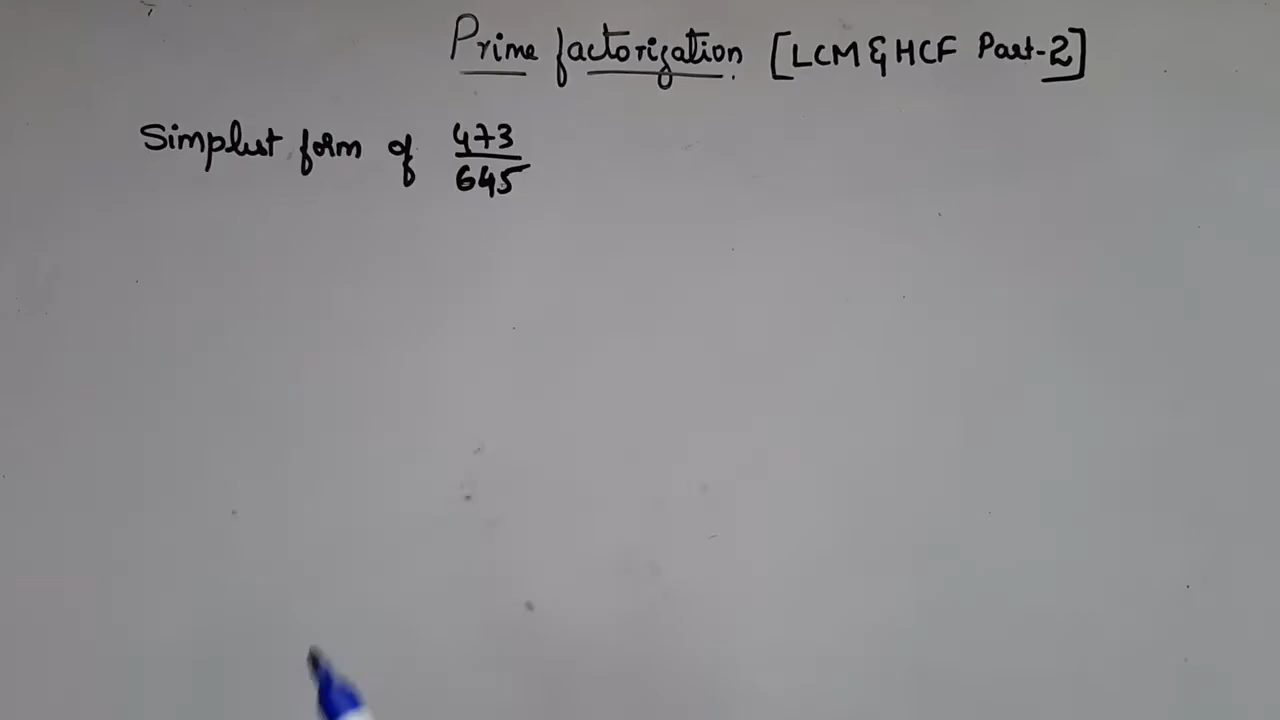 Prime factorization [LCM & HCF Part-2]
Simplest form of 473/645